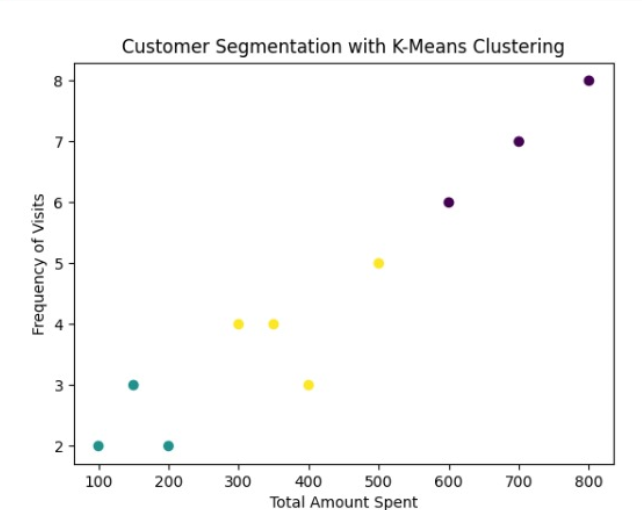 Customer Segmentation with K-Means Clustering
8
7
6
5
4
3
2
Frequency of Visits
100 200 300 400 500 600 700 800
Total Amount Spent